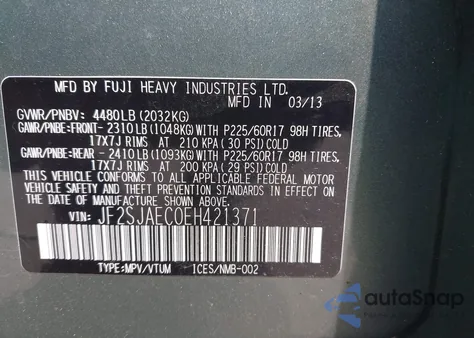 MFD BY FUJI HEAVY INDUSTRIES LTD.
MFD IN 03/13
GVWR/PNBV: 4480LB (2032KG)
GAWR/PNBE:FRONT- 2310LB (1048KG) WITH P225/60R17 98H TIRES,
17X7J RIMS AT 210 KPA (30 PSI) COLD
GAWR/PNBE:REAR - 2410LB (1093KG) WITH P225/60R17 98H TIRES,
17X7J RIMS AT 200 KPA (29 PSI) COLD
THIS VEHICLE CONFORMS TO ALL APPLICABLE FEDERAL MOTOR
VEHICLE SAFETY AND THEFT PREVENTION STANDARDS IN
EFFECT ON THE DATE OF MANUFACTURE SHOWN ABOVE.
VIN: JF2SJAEC0EH421371
TYPE:MPV/VTUM ICES/NMB-002
autoSnap